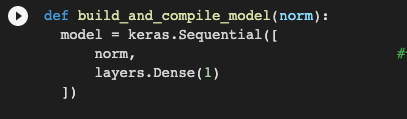 def build_and_compile_model(norm):
  model = keras.Sequential([
      norm, #
      layers.Dense(1)
  ])